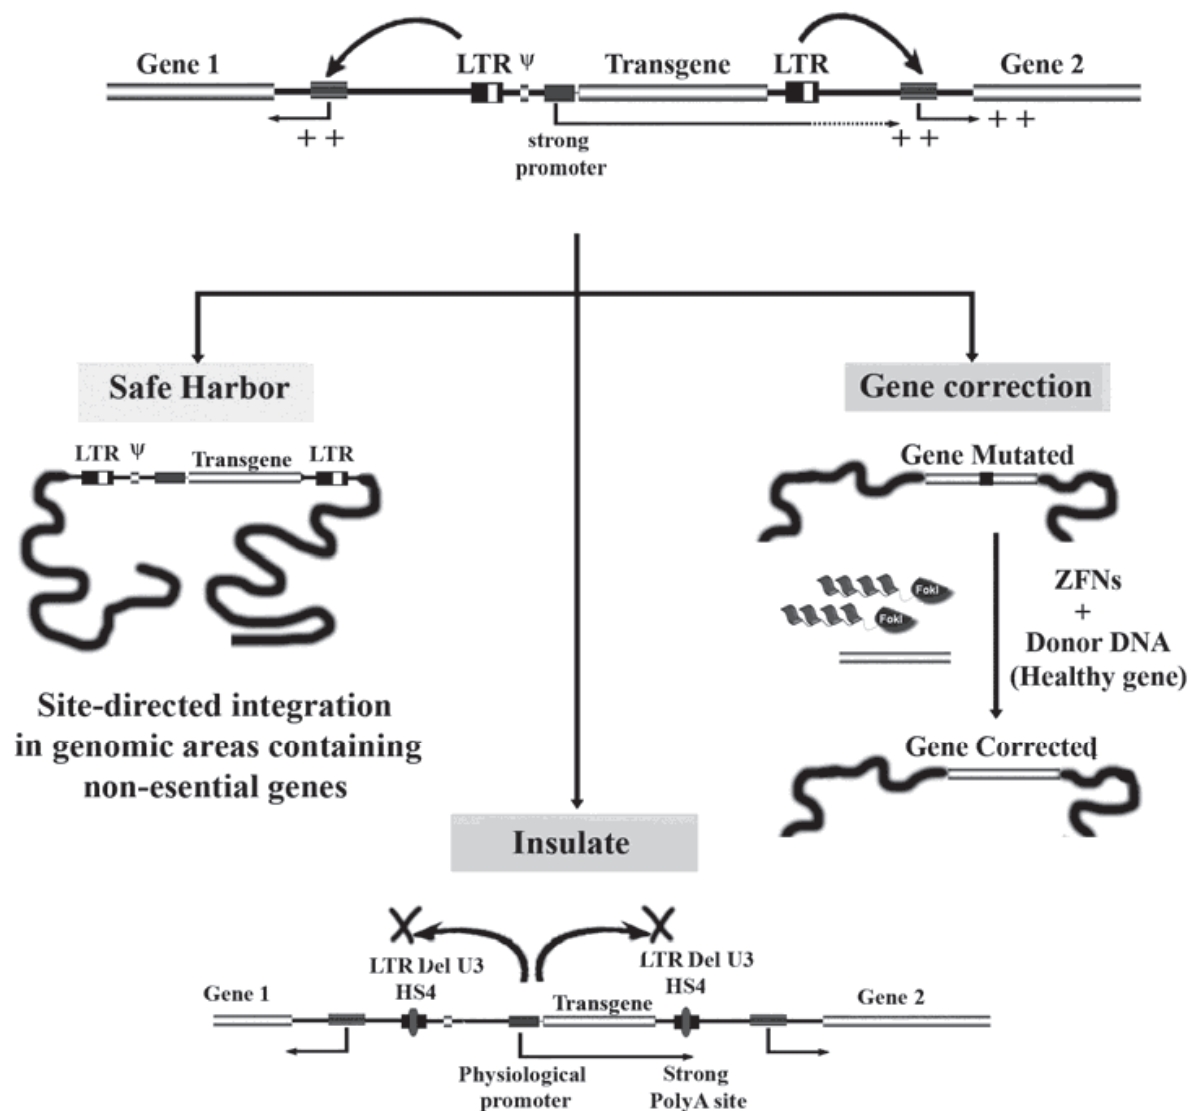 Gene 1
LTR Ψ
Transgene
LTR
Gene 2
+ +
strong
promoter
+ +
+ +
Safe Harbor
Gene correction
LTR Ψ
Transgene
LTR
Gene Mutated
FokI
FokI
ZFNs
+
Donor DNA
(Healthy gene)
Site-directed integration
in genomic areas containing
non-esential genes
Gene Corrected
Insulate
X
X
LTR Del U3
HS4
LTR Del U3
HS4
Gene 1
Transgene
Gene 2
Physiological
promoter
Strong
PolyA site